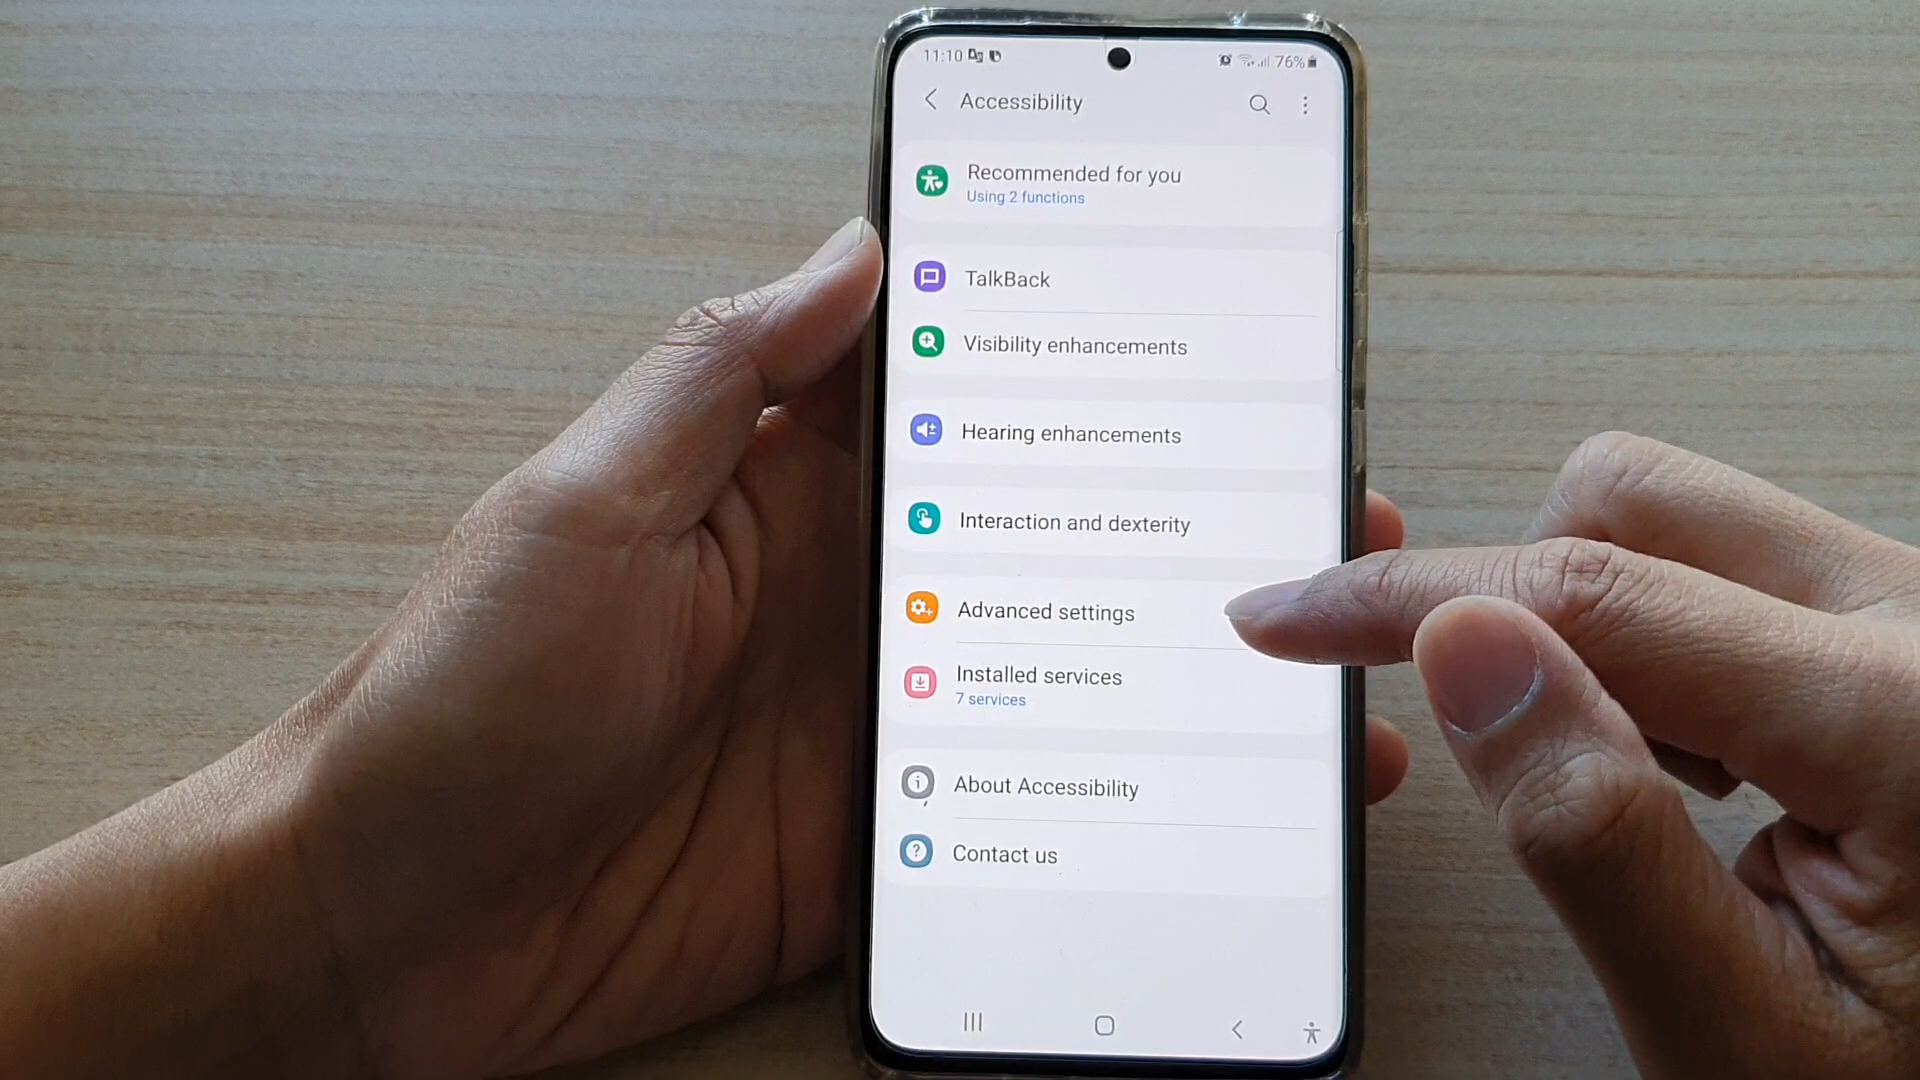 11:10 76%
Accessibility
Recommended for you
Using 2 functions
TalkBack
Visibility enhancements
Hearing enhancements
Interaction and dexterity
Advanced settings
Installed services
7 services
About Accessibility
Contact us